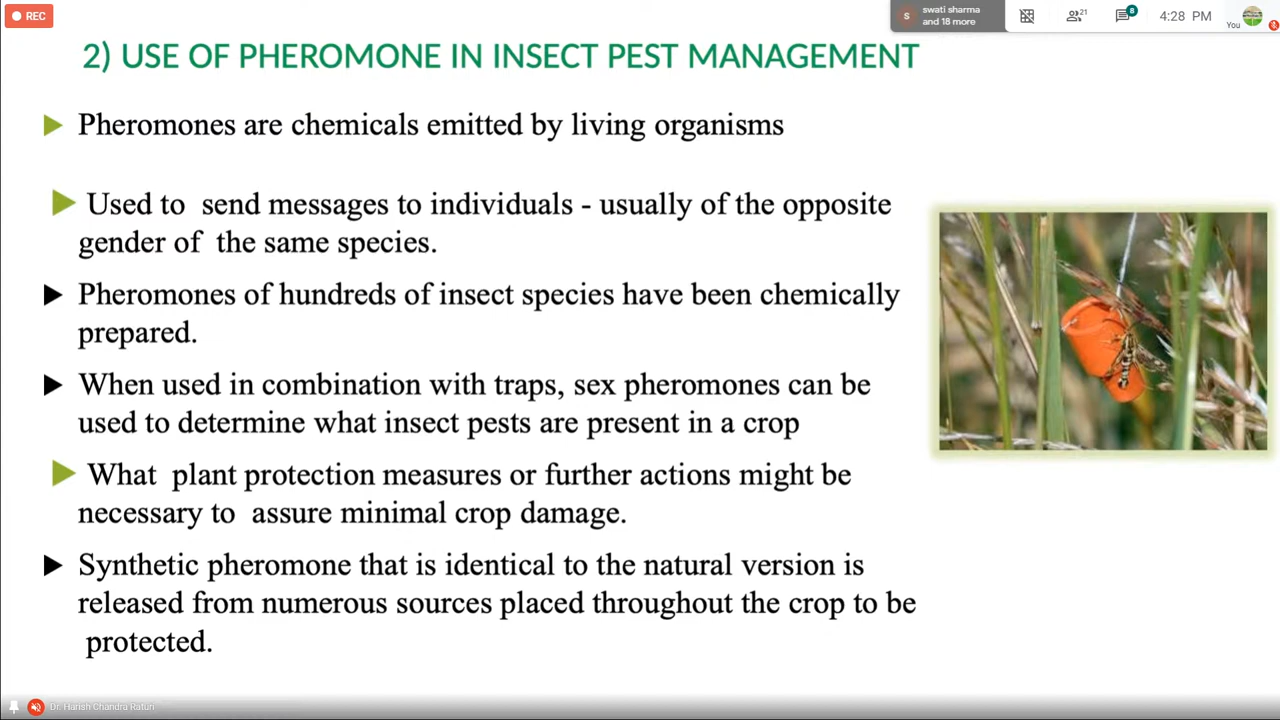 REC
swati sharma
and 18 more
21
8
4:28 PM
You
S
2) USE OF PHEROMONE IN INSECT PEST MANAGEMENT
Pheromones are chemicals emitted by living organisms
Used to send messages to individuals - usually of the opposite
gender of the same species.
Pheromones of hundreds of insect species have been chemically
prepared.
When used in combination with traps, sex pheromones can be
used to determine what insect pests are present in a crop
What plant protection measures or further actions might be
necessary to assure minimal crop damage.
Synthetic pheromone that is identical to the natural version is
released from numerous sources placed throughout the crop to be
protected.
Dr. Harish Chandra Raturi